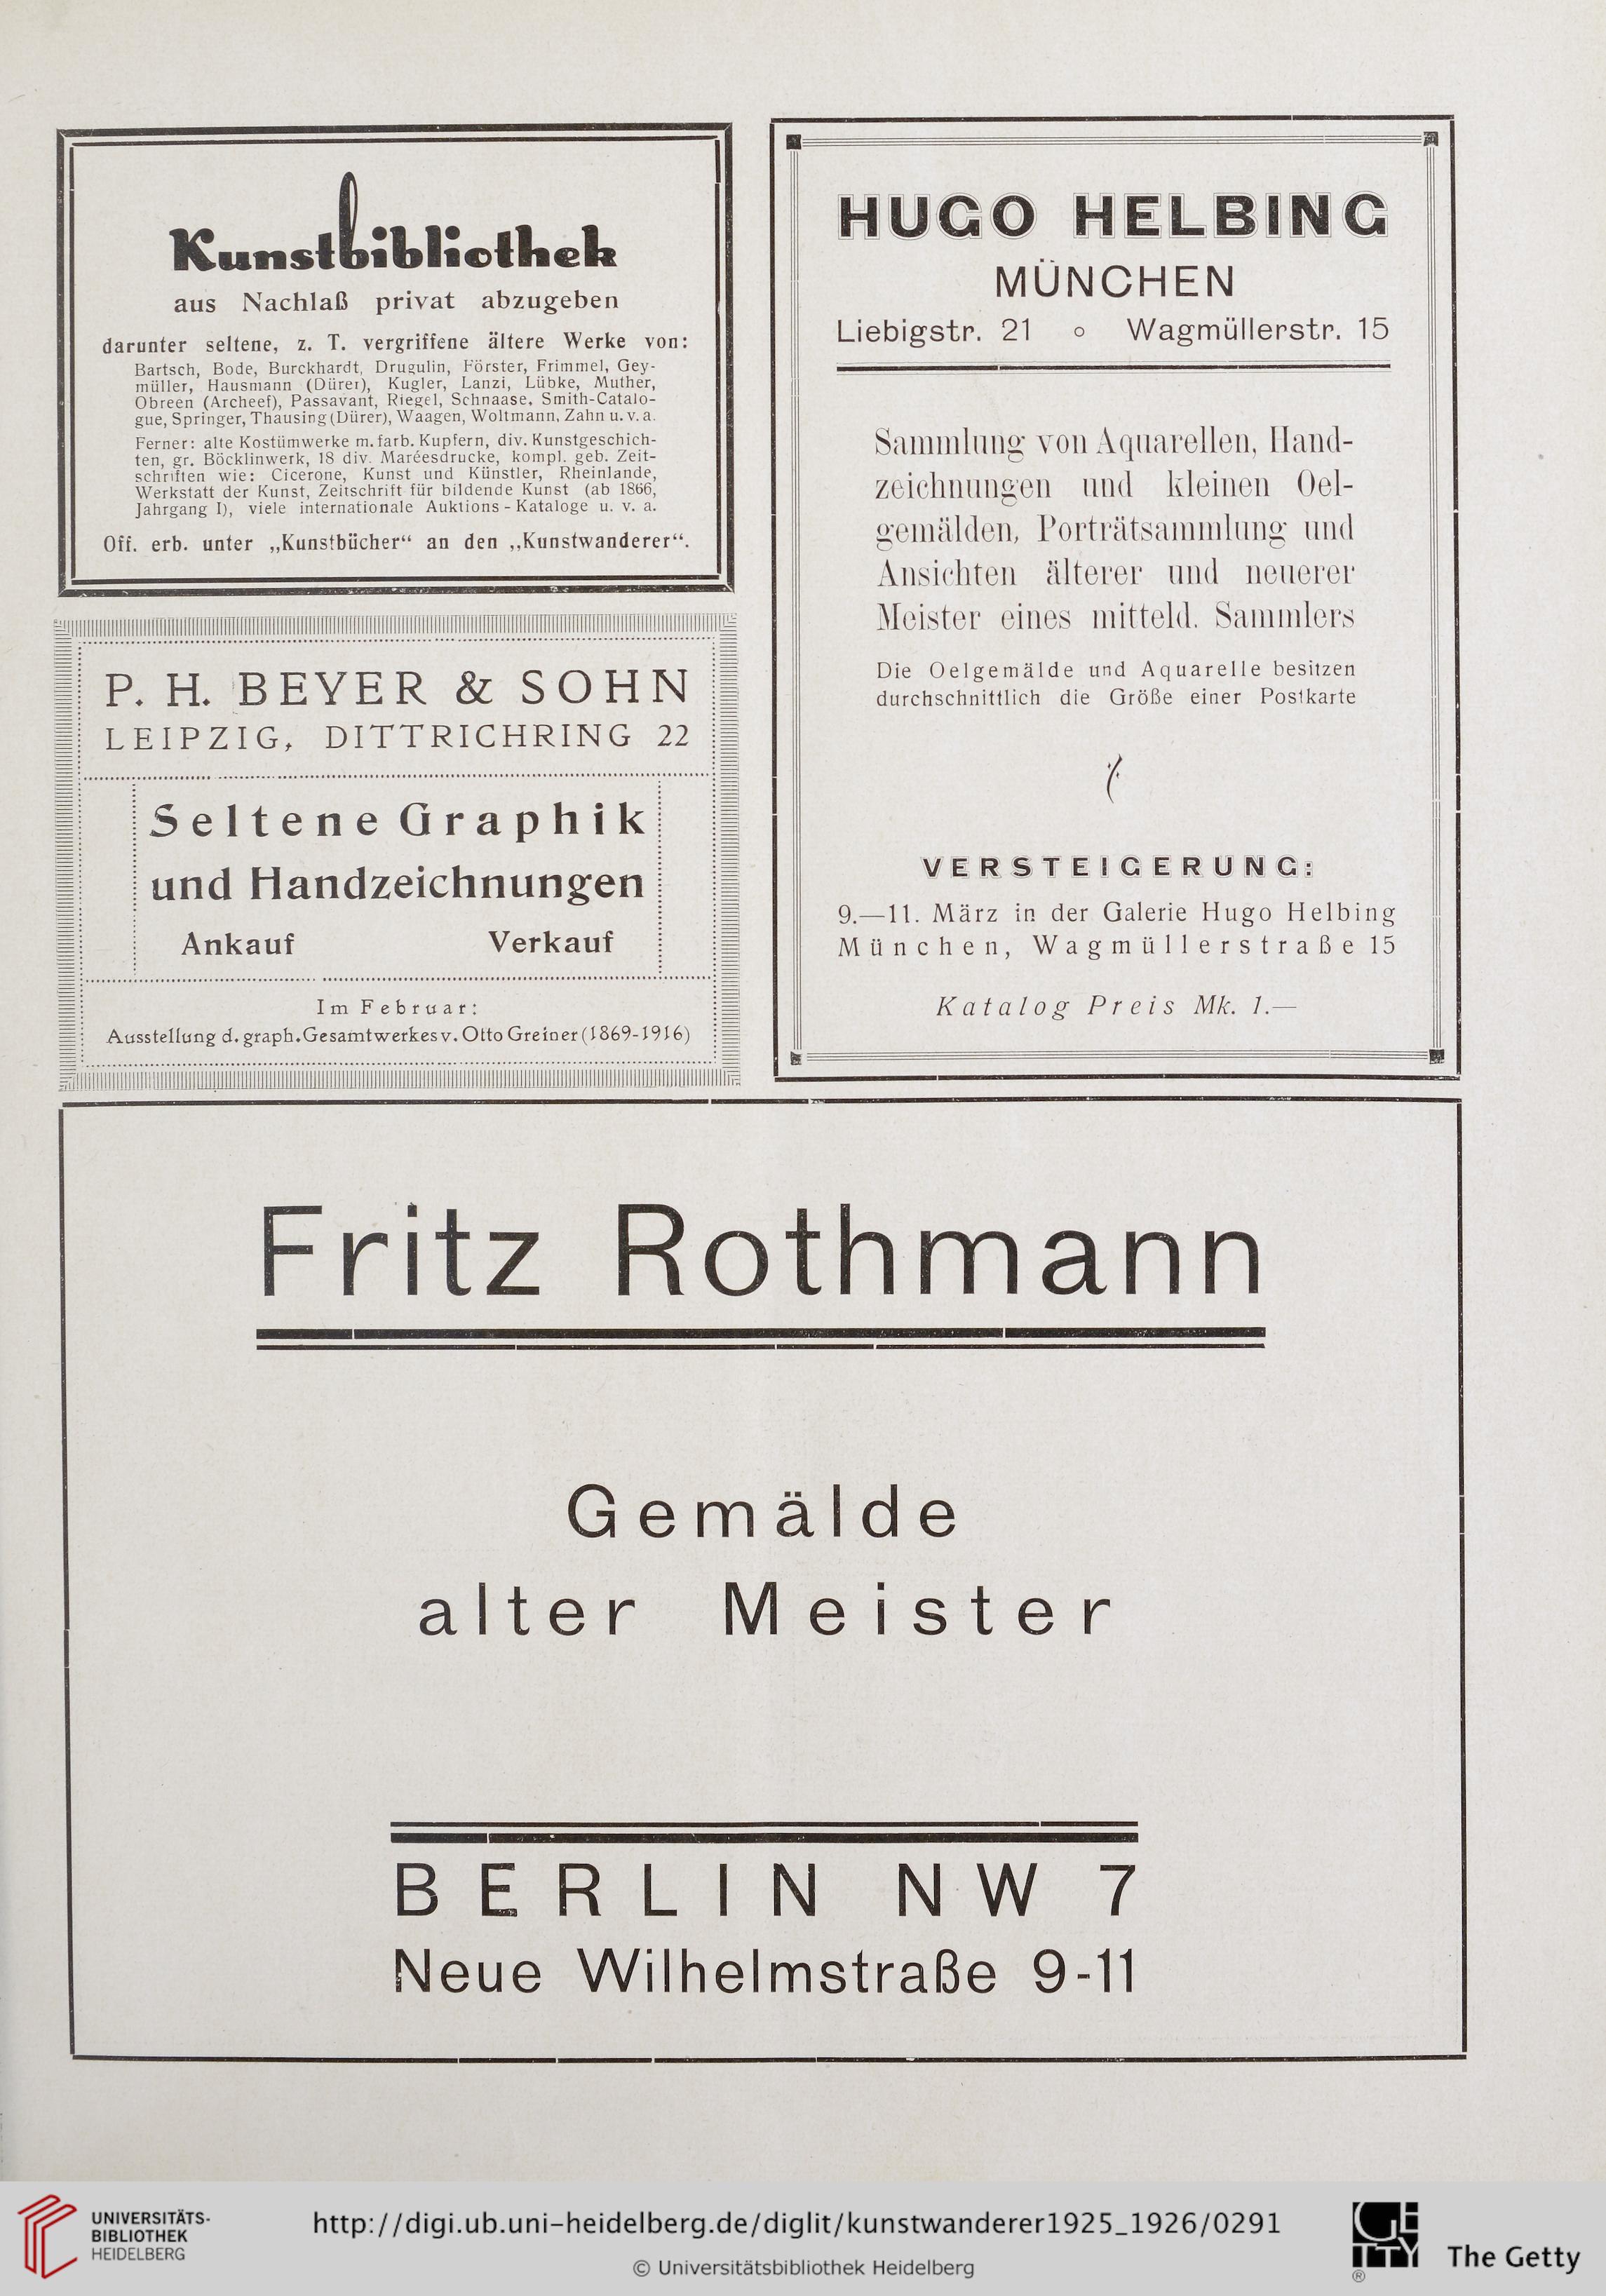 Kunstbibliothek
aus Nachlaß privat abzugeben
darunter seltene, z. T. vergriffene ältere Werke von:
Bartsch, Bode, Burckhardt, Drugulin, Förster, Frimmel, Gey-
müller, Hausmann (Dürer), Kugler, Lanzi, Lübke, Muther,
Obreen (Archeef), Passavant, Riegel, Schnaase, Smith-Catalo-
gue, Springer, Thausing (Dürer), Waagen, Woltmann, Zahn u. v. a.
Ferner: alte Kostümwerke m. farb. Kupfern, div. Kunstgeschich-
ten, gr. Böcklinwerk, 18 div. Maréesdrucke, kompl. geb. Zeit-
schriften wie: Cicerone, Kunst und Künstler, Rheinlande,
Werkstatt der Kunst, Zeitschrift für bildende Kunst (ab 1866,
Jahrgang I), viele internationale Auktions - Kataloge u. v. a.
Off. erb. unter „Kunstbücher“ an den „Kunstwanderer“.
P. H. BEYER & SOHN
LEIPZIG, DITTRICHRING 22
Seltene Graphik
und Handzeichnungen
Ankauf Verkauf
Im Februar:
Ausstellung d. graph. Gesamtwerkes v. Otto Greiner (1869-1916)
HUGO HELBING
MÜNCHEN
Liebigstr. 21 ○ Wagmüllerstr. 15
Sammlung von Aquarellen, Hand-
zeichnungen und kleinen Oel-
gemälden, Porträtsammlung und
Ansichten älterer und neuerer
Meister eines mitteld. Sammlers
Die Oelgemälde und Aquarelle besitzen
durchschnittlich die Größe einer Postkarte
VERSTEIGERUNG:
9.—11. März in der Galerie Hugo Helbing
München, Wagmüllerstraße 15
Katalog Preis Mk. 1.—
Fritz Rothmann
Gemälde
alter Meister
BERLIN NW 7
Neue Wilhelmstraße 9-11
UNIVERSITÄTS-
BIBLIOTHEK
HEIDELBERG
http://digi.ub.uni-heidelberg.de/diglit/kunstwanderer1925_1926/0291
© Universitätsbibliothek Heidelberg
GETTY
®
The Getty